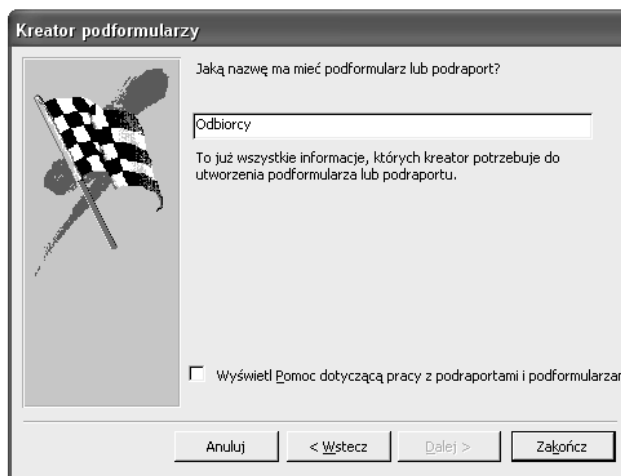 Kreator podformularzy
Jaką nazwę ma mieć podformularz lub podraport?
Odbiorcy
To już wszystkie informacje, których kreator potrzebuje do
utworzenia podformularza lub podraportu.
Wyświetl Pomoc dotyczącą pracy z podraportami i podformularzam
Anuluj
< Wstecz
Dalej >
Zakończ